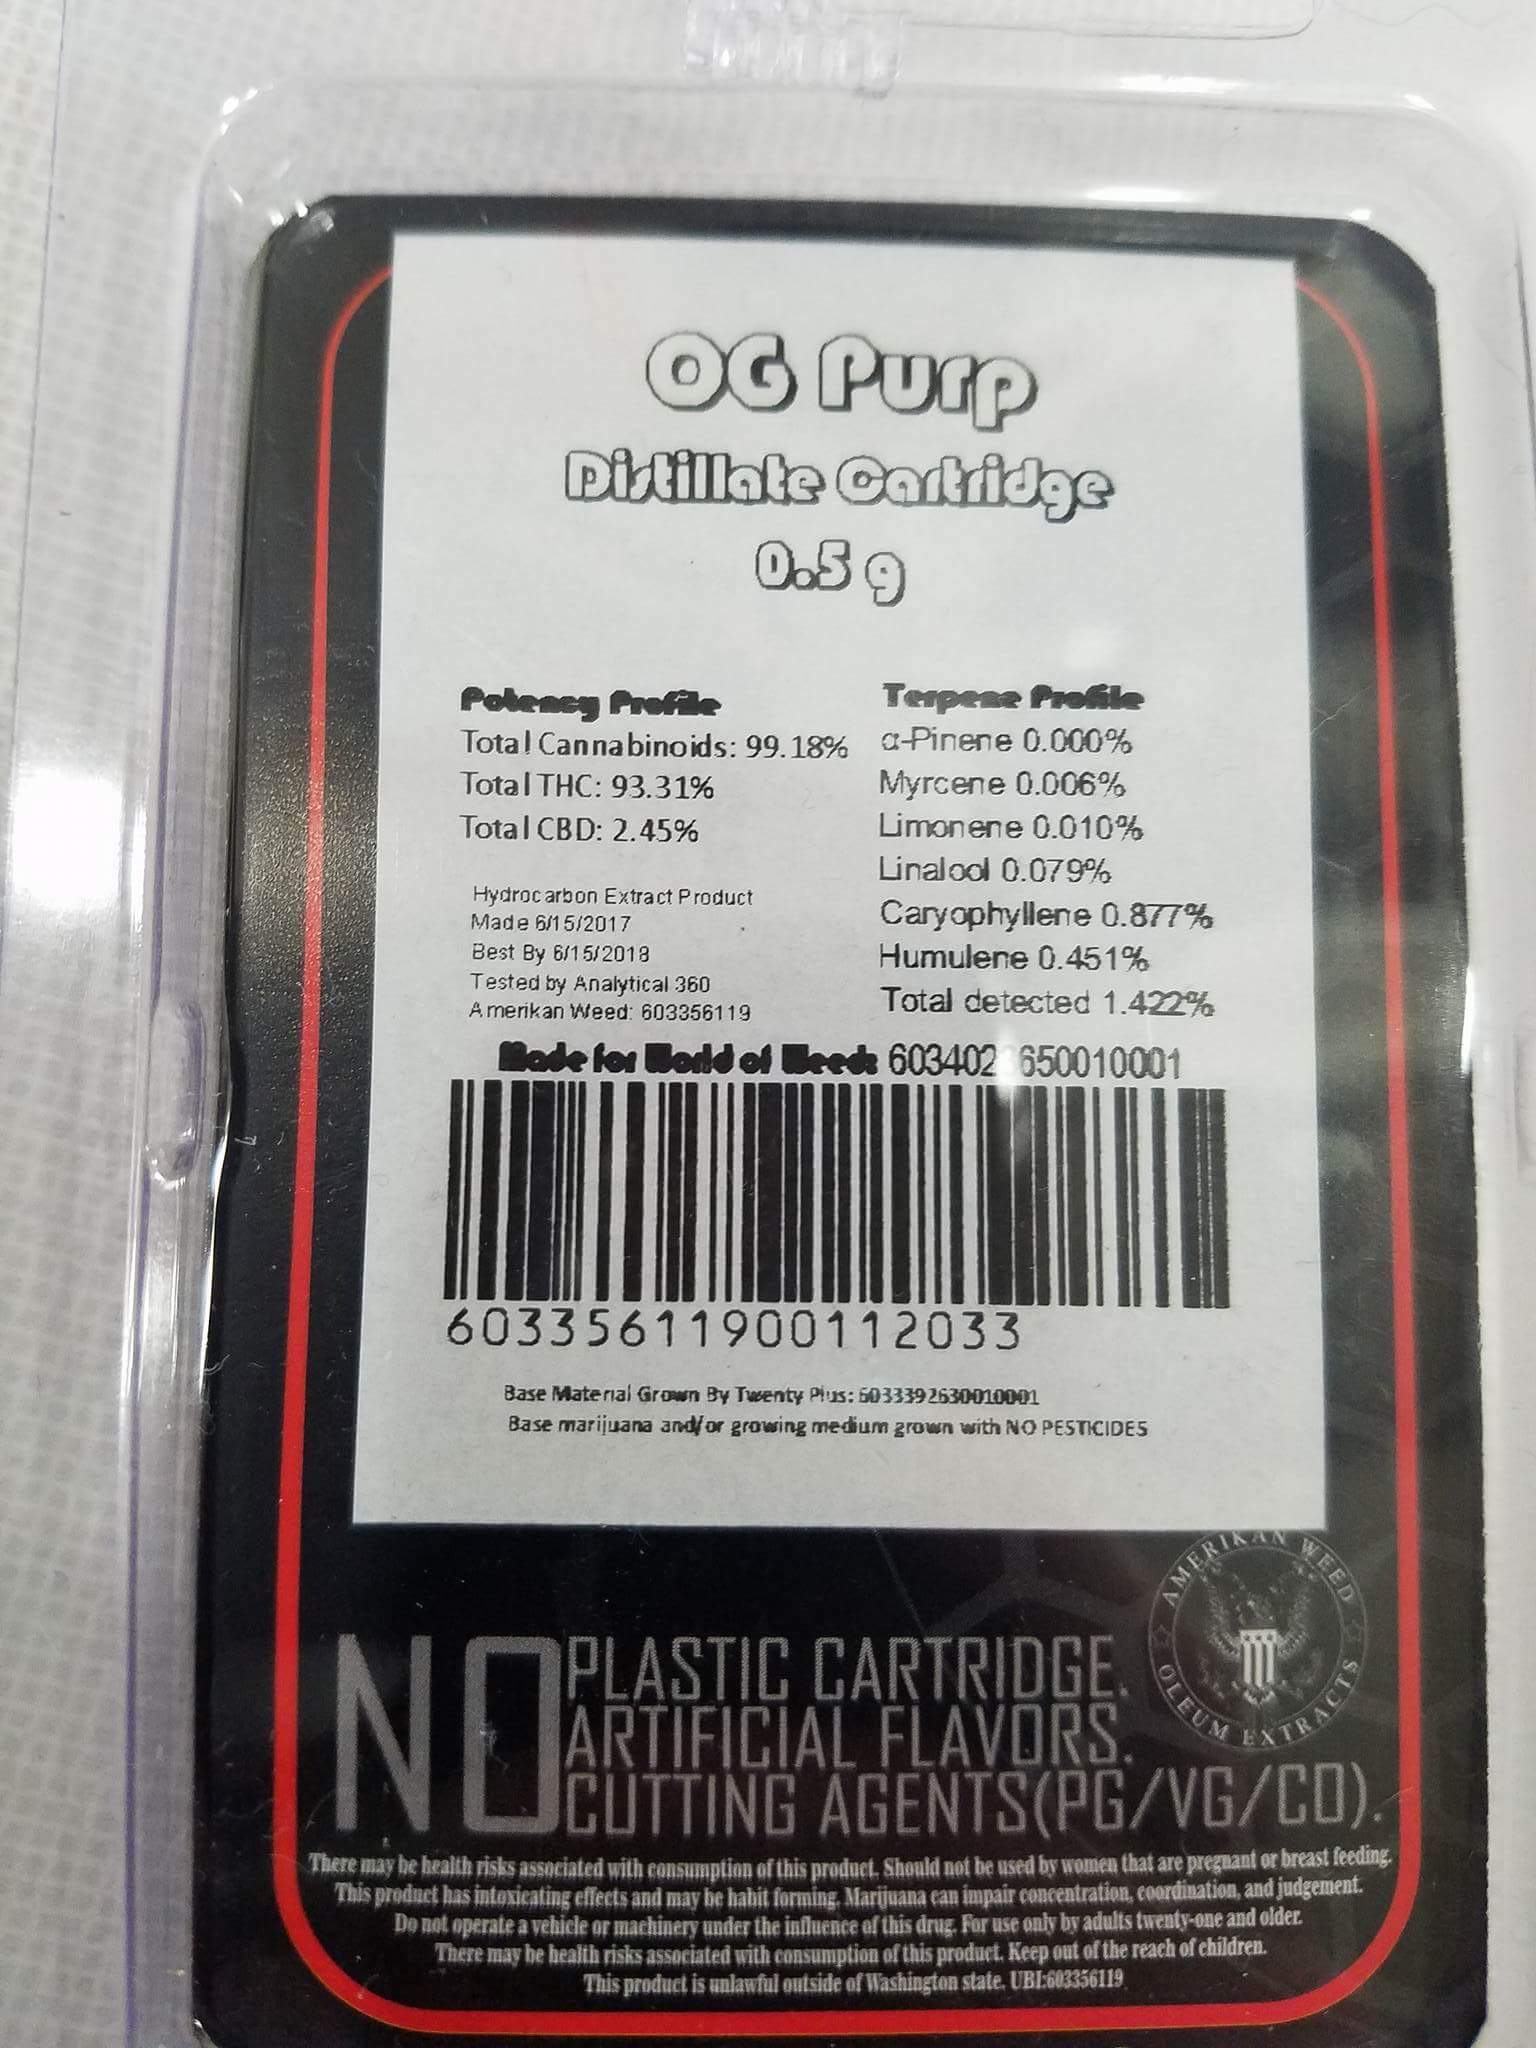 OG Purp
Distillate Cartridge
0.5 g
Potency Profile
Total Cannabinoids: 99.18%
Total THC: 93.31%
Total CBD: 2.45%
Hydrocarbon Extract Product
Made 6/15/2017
Best By 6/15/2018
Tested by Analytical 360
Amerikan Weed: 603356119
Terpene Profile
α-Pinene 0.000%
Myrcene 0.006%
Limonene 0.010%
Linalool 0.079%
Caryophyllene 0.877%
Humulene 0.451%
Total detected 1.422%
Made for World of Weed:
60335611900112033
Base Material Grown By Twenty Plus: 6033392630010001
Base marijuana and/or growing medium grown with NO PESTICIDES
AMERIKAN WEED
OLEUM EXTRACTS
NO PLASTIC CARTRIDGE.
ARTIFICIAL FLAVORS.
CUTTING AGENTS(PG/VG/CO).
There may be health risks associated with consumption of this product. Should not be used by women that are pregnant or breast feeding.
This product has intoxicating effects and may be habit forming. Marijuana can impair concentration, coordination, and judgement.
Do not operate a vehicle or machinery under the influence of this drug. For use only by adults twenty-one and older.
There may be health risks associated with consumption of this product. Keep out of the reach of children.
This product is unlawful outside of Washington state. UBI:603356119